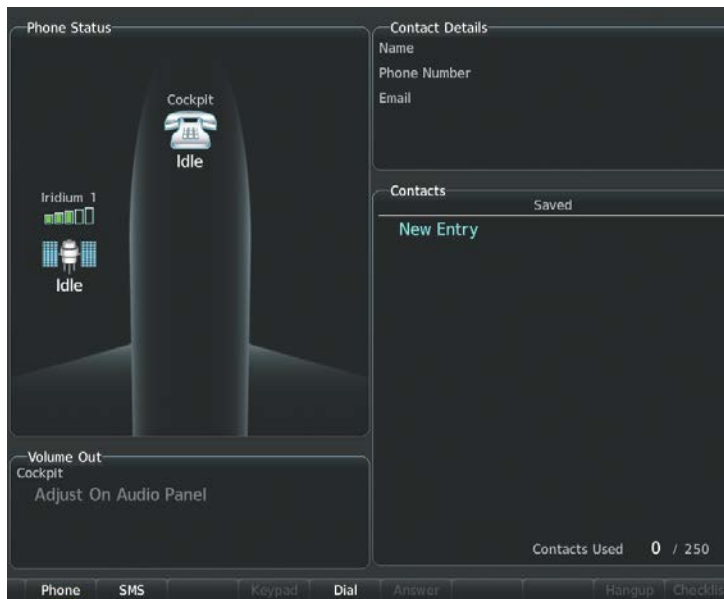 Phone Status
Cockpit
Idle
Iridium 1
Idle
Volume Out
Cockpit
Adjust On Audio Panel
Contact Details
Name
Phone Number
Email
Contacts
Saved
New Entry
Contacts Used 0 / 250
Phone SMS Keypad Dial Answer Hangup